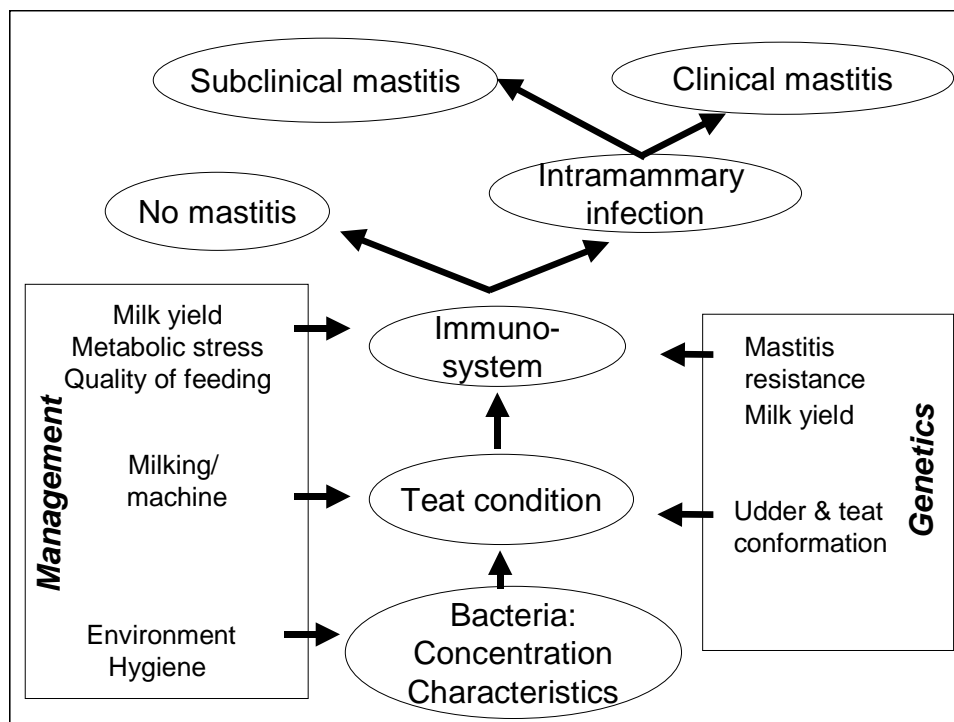 Subclinical mastitis
Clinical mastitis
Intramammary
infection
No mastitis
Management
Milk yield
Metabolic stress
Quality of feeding
Immuno-
system
Mastitis
resistance
Milk yield
Genetics
Milking/
machine
Teat condition
Udder & teat
conformation
Environment
Hygiene
Bacteria:
Concentration
Characteristics